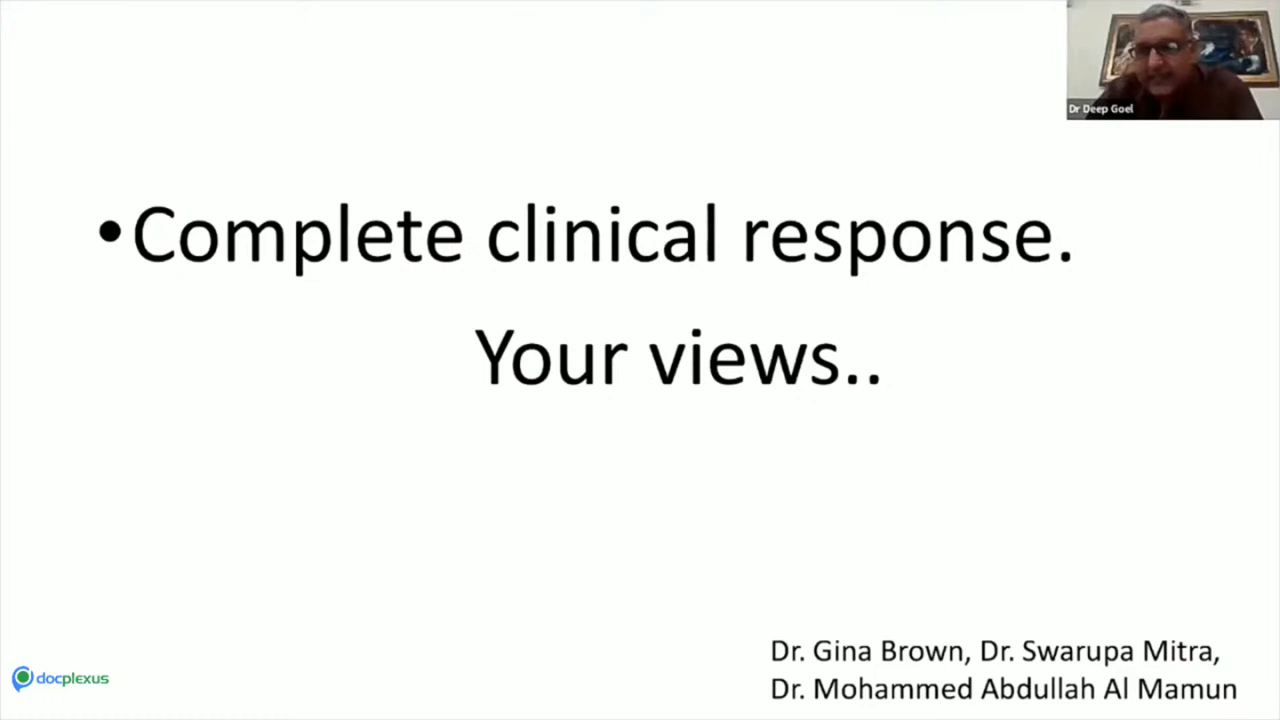 Dr Deep Goel
•Complete clinical response.
Your views..
Dr. Gina Brown, Dr. Swarupa Mitra,
Dr. Mohammed Abdullah Al Mamun
docplexus